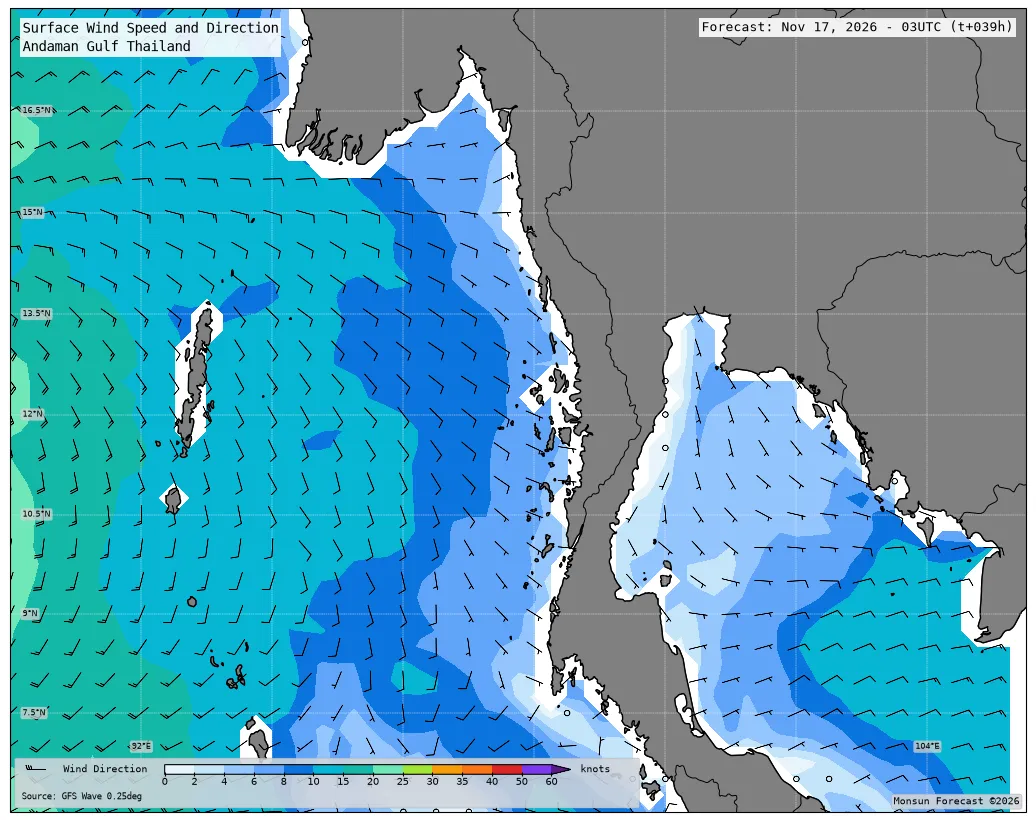 Surface Wind Speed and Direction
Andaman Gulf Thailand
Forecast: Nov 17, 2026 - 03UTC (t+039h)
16.5°N
15°N
13.5°N
12°N
10.5°N
9°N
7.5°N
92°E
104°E
Wind Direction
0 2 4 6 8 10 15 20 25 30 35 40 50 60
knots
Source: GFS Wave 0.25deg
Monsun Forecast ©2026